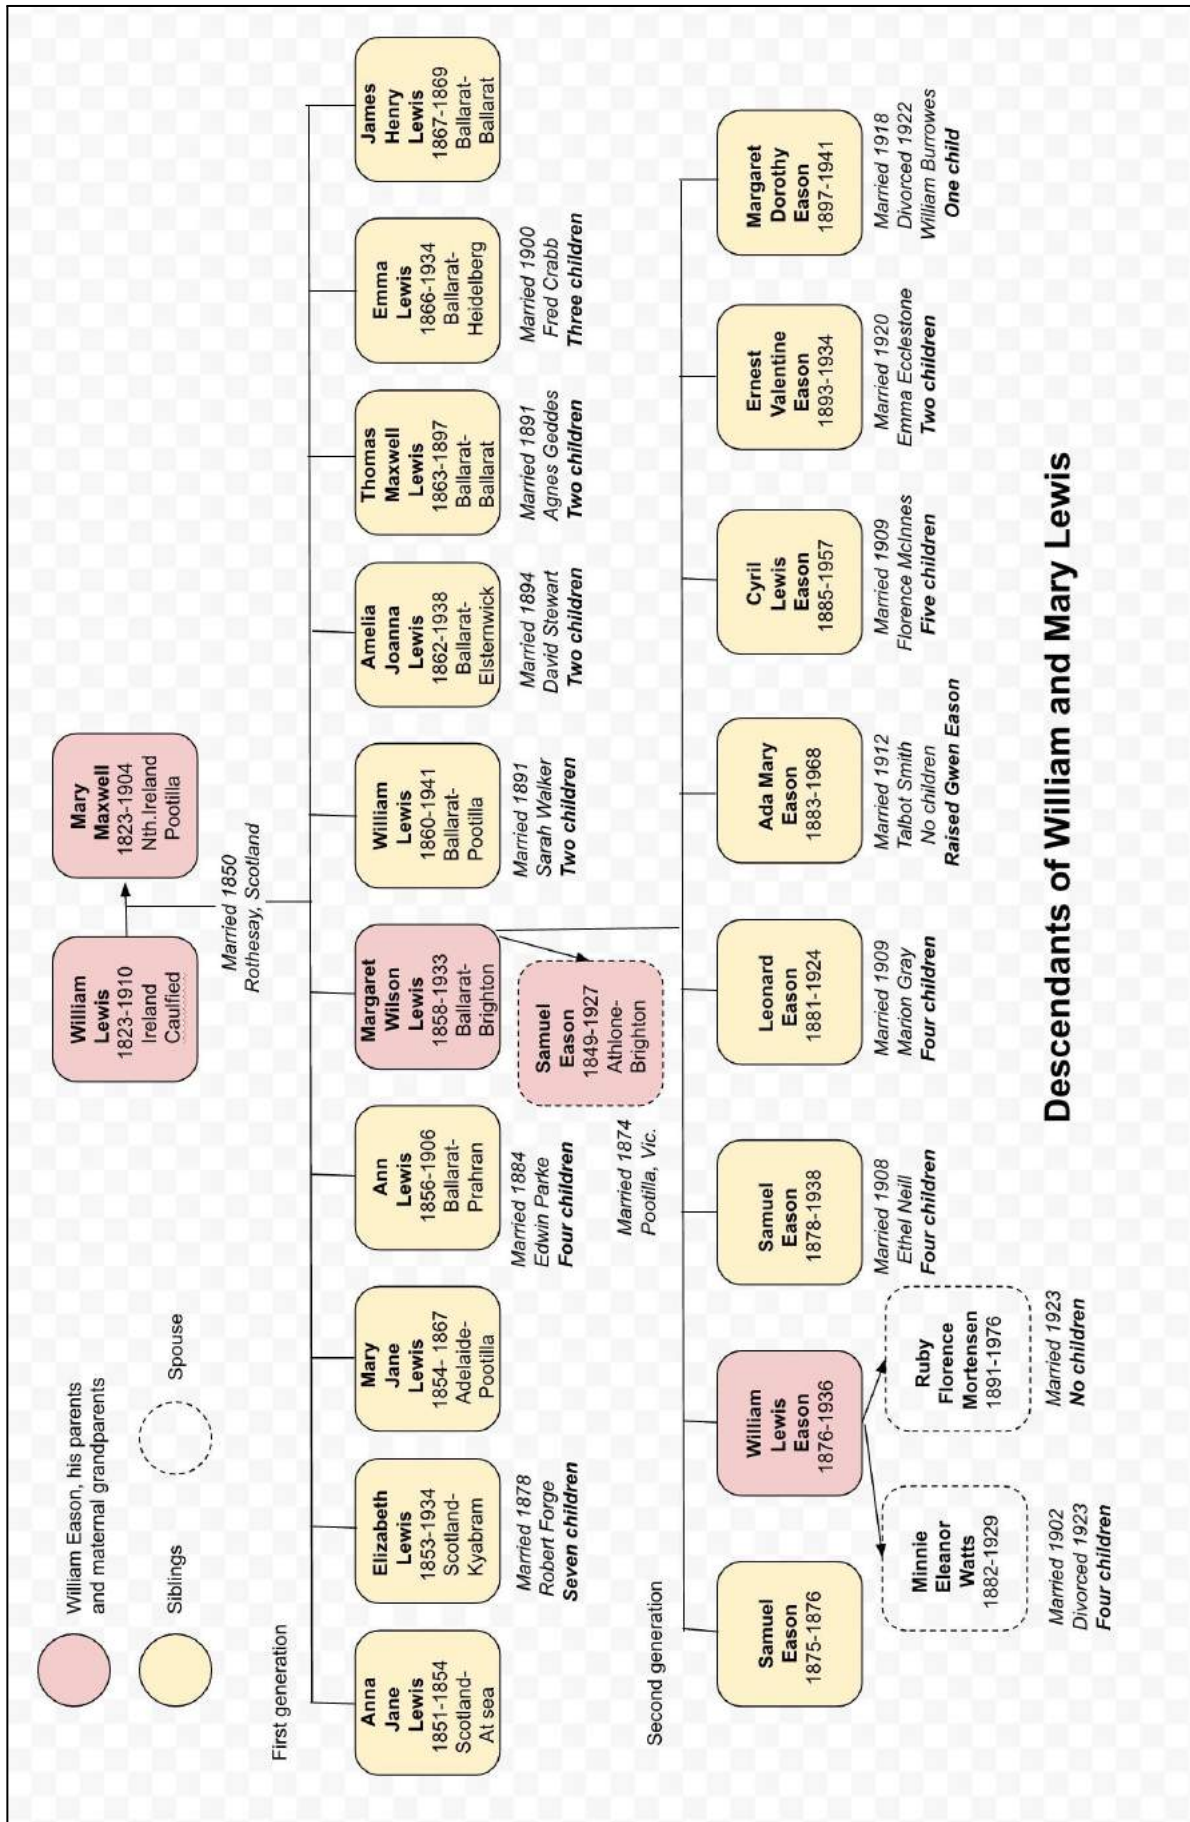 William Eason, his parents
and maternal grandparents
Siblings
Spouse
William
Lewis
1823-1910
Ireland
Caulfied
Mary
Maxwell
1823-1904
Nth.Ireland
Pootilla
Married 1850
Rothesay, Scotland
First generation
Anna
Jane
Lewis
1851-1854
Scotland-
At sea
Elizabeth
Lewis
1853-1934
Scotland-
Kyabram
Married 1878
Robert Forge
Seven children
Mary
Jane
Lewis
1854- 1867
Adelaide-
Pootilla
Ann
Lewis
1856-1906
Ballarat-
Prahran
Married 1884
Edwin Parke
Four children
Margaret
Wilson
Lewis
1858-1933
Ballarat-
Brighton
Samuel
Eason
1849-1927
Athlone-
Brighton
Married 1874
Pootilla, Vic.
William
Lewis
1860-1941
Ballarat-
Pootilla
Married 1891
Sarah Walker
Two children
Amelia
Joanna
Lewis
1862-1938
Ballarat-
Elsternwick
Married 1894
David Stewart
Two children
Thomas
Maxwell
Lewis
1863-1897
Ballarat-
Ballarat
Married 1891
Agnes Geddes
Two children
Emma
Lewis
1866-1934
Ballarat-
Heidelberg
Married 1900
Fred Crabb
Three children
James
Henry
Lewis
1867-1869
Ballarat-
Ballarat
Second generation
Samuel
Eason
1875-1876
William
Lewis
Eason
1876-1936
Minnie
Eleanor
Watts
1882-1929
Married 1902
Divorced 1923
Four children
Ruby
Florence
Mortensen
1891-1976
Married 1923
No children
Samuel
Eason
1878-1938
Married 1908
Ethel Neill
Four children
Leonard
Eason
1881-1924
Married 1909
Marion Gray
Four children
Ada Mary
Eason
1883-1968
Married 1912
Talbot Smith
No children
Raised Gwen Eason
Cyril
Lewis
Eason
1885-1957
Married 1909
Florence McInnes
Five children
Ernest
Valentine
Eason
1893-1934
Married 1920
Emma Ecclestone
Two children
Margaret
Dorothy
Eason
1897-1941
Married 1918
Divorced 1922
William Burrowes
One child
Descendants of William and Mary Lewis